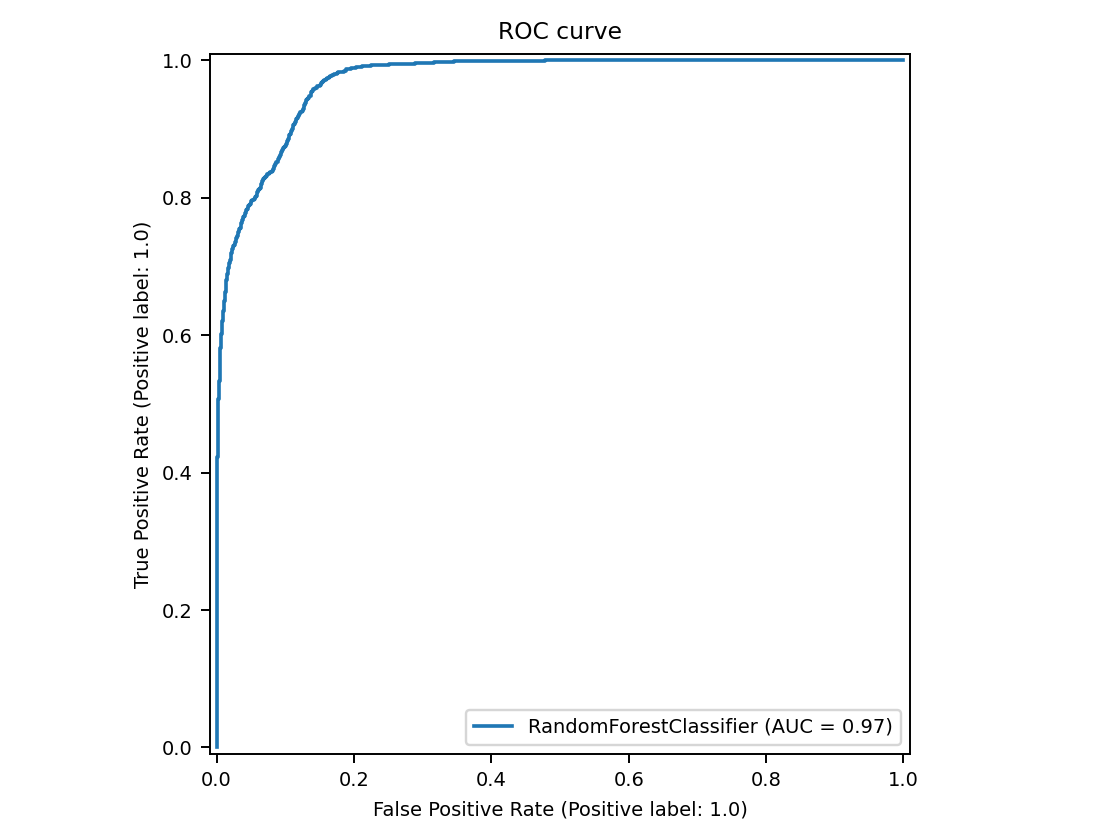 ROC curve
1.0
0.8
0.6
0.4
0.2
0.0
True Positive Rate (Positive label: 1.0)
RandomForestClassifier (AUC = 0.97)
0.0 0.2 0.4 0.6 0.8 1.0
False Positive Rate (Positive label: 1.0)